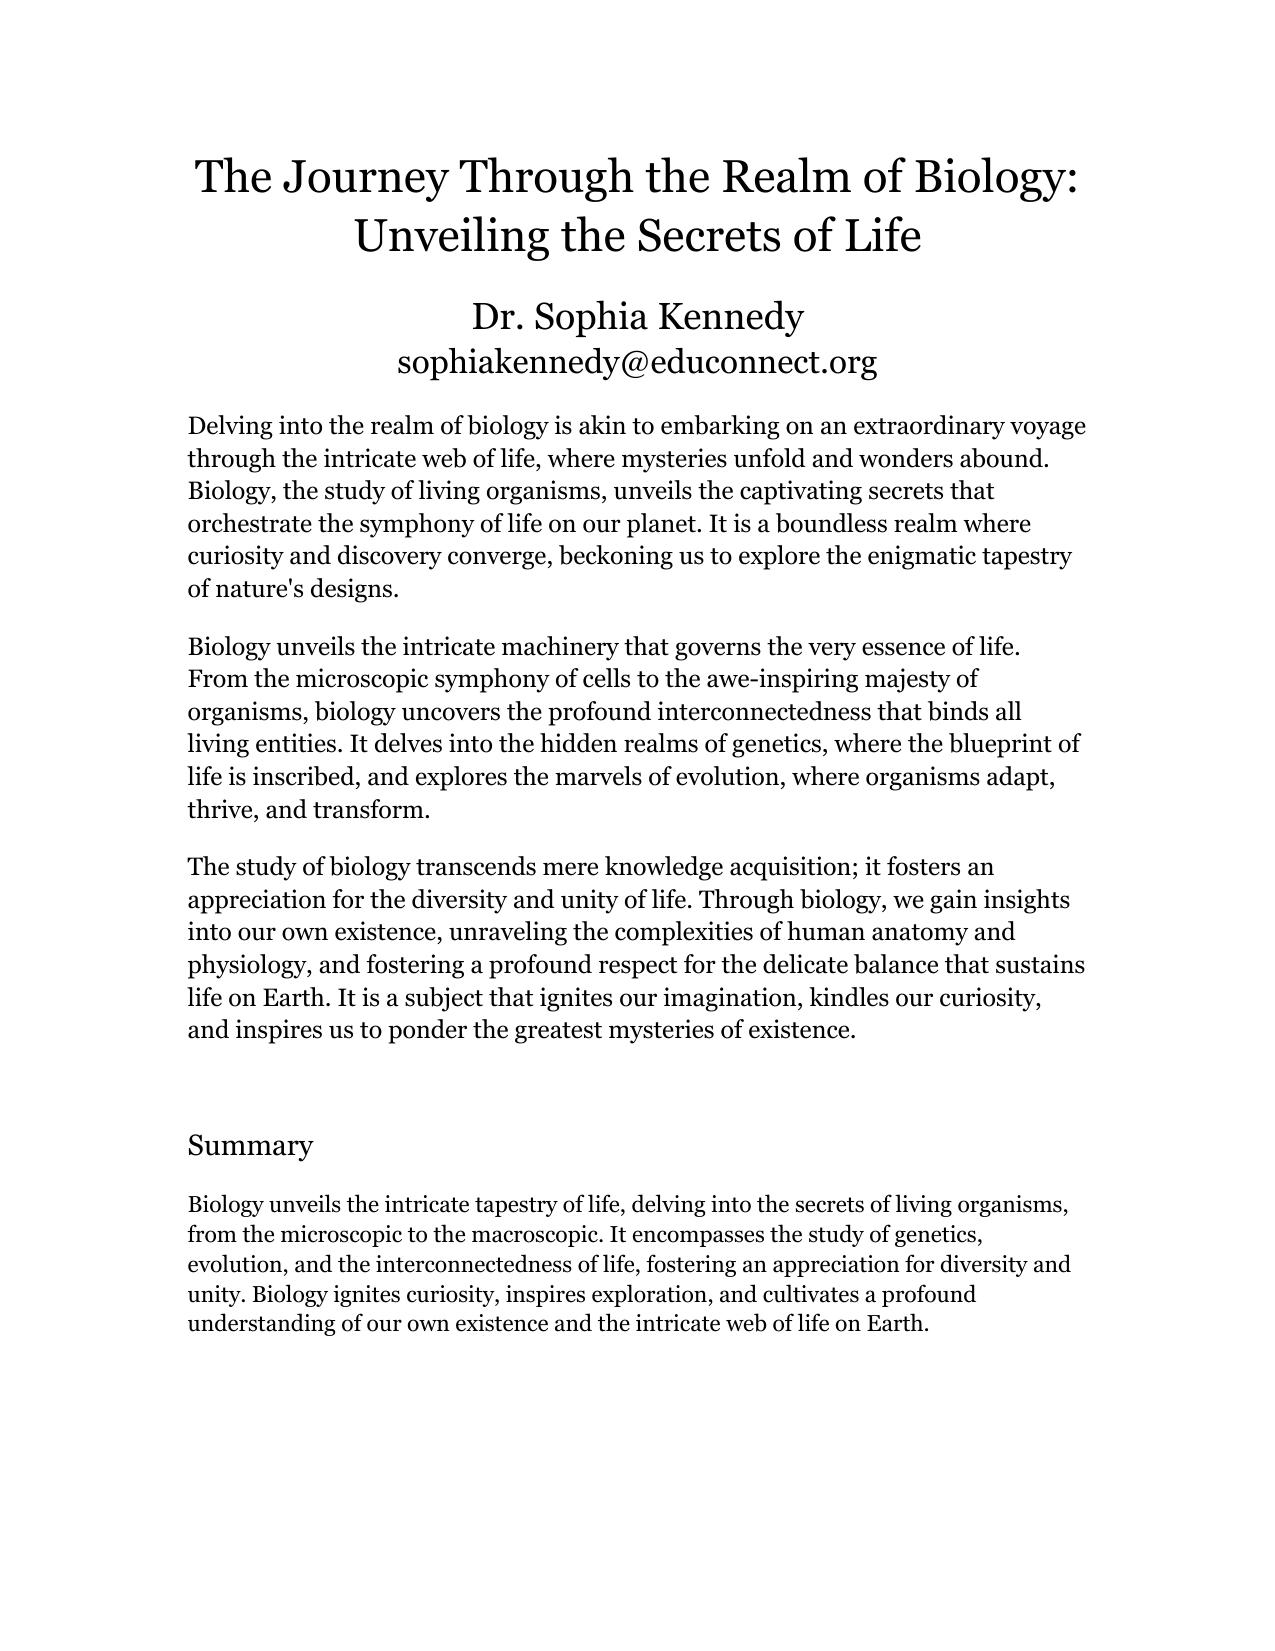 The Journey Through the Realm of Biology:
Unveiling the Secrets of Life
Dr. Sophia Kennedy
sophiakennedy@educonnect.org
Delving into the realm of biology is akin to embarking on an extraordinary voyage
through the intricate web of life, where mysteries unfold and wonders abound.
Biology, the study of living organisms, unveils the captivating secrets that
orchestrate the symphony of life on our planet. It is a boundless realm where
curiosity and discovery converge, beckoning us to explore the enigmatic tapestry
of nature's designs.
Biology unveils the intricate machinery that governs the very essence of life.
From the microscopic symphony of cells to the awe-inspiring majesty of
organisms, biology uncovers the profound interconnectedness that binds all
living entities. It delves into the hidden realms of genetics, where the blueprint of
life is inscribed, and explores the marvels of evolution, where organisms adapt,
thrive, and transform.
The study of biology transcends mere knowledge acquisition; it fosters an
appreciation for the diversity and unity of life. Through biology, we gain insights
into our own existence, unraveling the complexities of human anatomy and
physiology, and fostering a profound respect for the delicate balance that sustains
life on Earth. It is a subject that ignites our imagination, kindles our curiosity,
and inspires us to ponder the greatest mysteries of existence.
Summary
Biology unveils the intricate tapestry of life, delving into the secrets of living organisms,
from the microscopic to the macroscopic. It encompasses the study of genetics,
evolution, and the interconnectedness of life, fostering an appreciation for diversity and
unity. Biology ignites curiosity, inspires exploration, and cultivates a profound
understanding of our own existence and the intricate web of life on Earth.